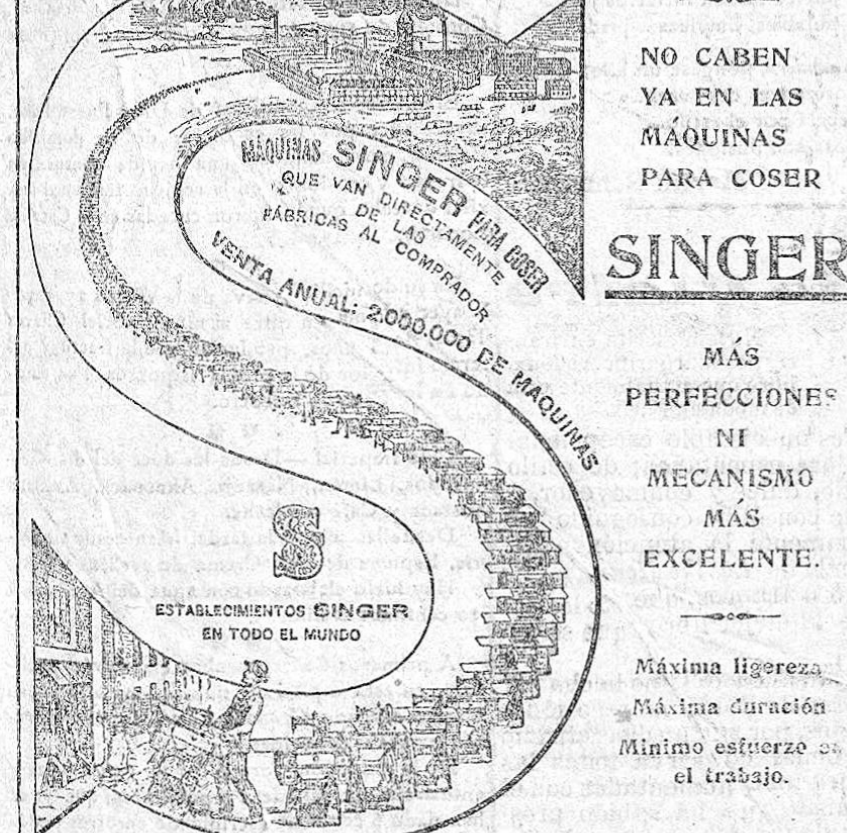 MÁQUINAS SINGER PARA COSER
QUE VAN DIRECTAMENTE
DE LAS
FÁBRICAS AL COMPRADOR
VENTA ANUAL: 2.000.000 DE MAQUINAS
S
ESTABLECIMIENTOS SINGER
EN TODO EL MUNDO
NO CABEN
YA EN LAS
MÁQUINAS
PARA COSER
SINGER
MÁS
PERFECCIONES
NI
MECANISMO
MÁS
EXCELENTE.
Máxima ligereza
Máxima duración
Mínimo esfuerzo en
el trabajo.